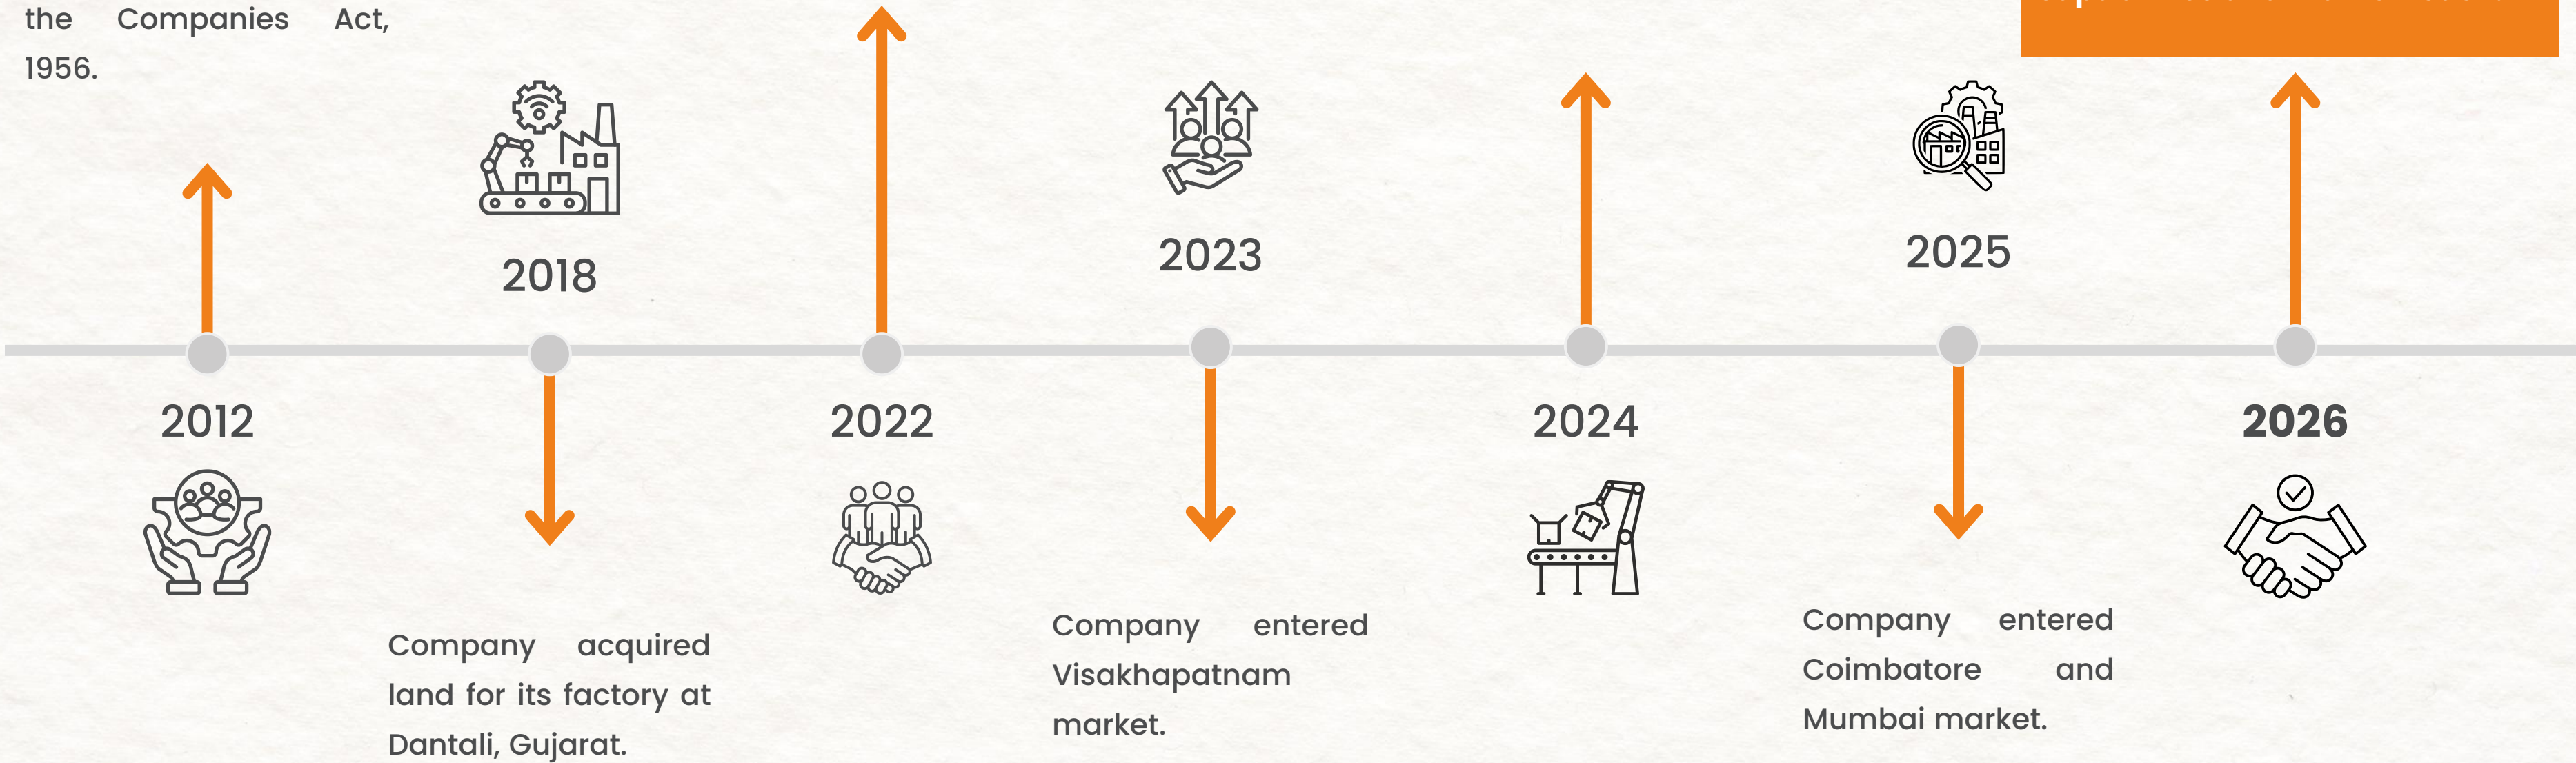 the Companies Act,
1956.
2018
2023
2025
2012
2022
2024
2026
Company acquired
land for its factory at
Dantali, Gujarat.
Company entered
Visakhapatnam
market.
Company entered
Coimbatore and
Mumbai market.